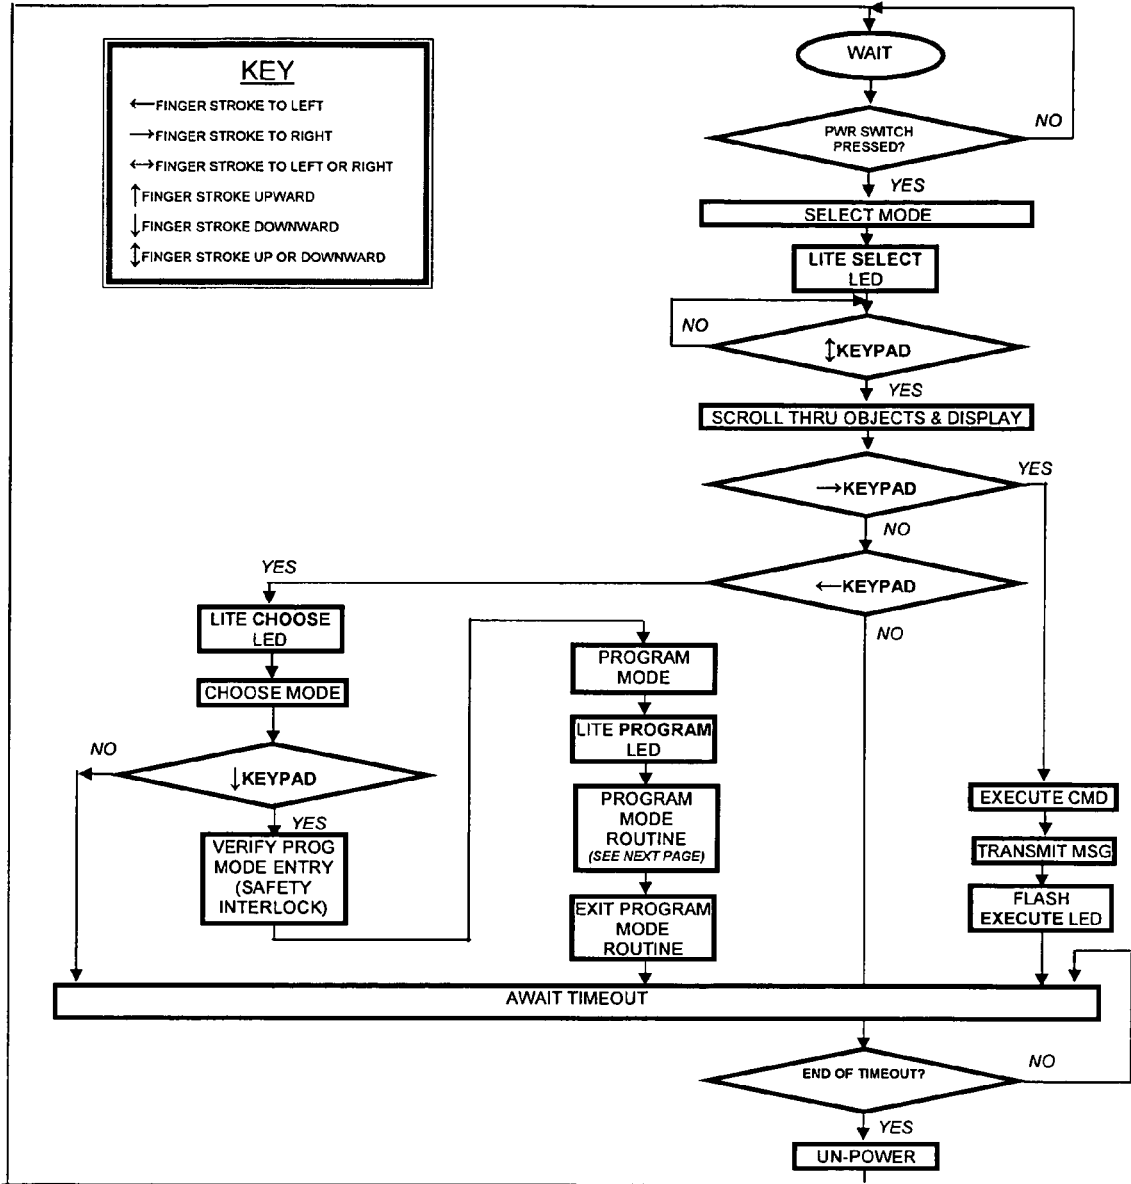 WAIT
KEY
←FINGER STROKE TO LEFT
→FINGER STROKE TO RIGHT
↔FINGER STROKE TO LEFT OR RIGHT
↑FINGER STROKE UPWARD
↓FINGER STROKE DOWNWARD
↕FINGER STROKE UP OR DOWNWARD
PWR SWITCH
PRESSED?
NO
YES
SELECT MODE
LITE SELECT
LED
NO
↕KEYPAD
YES
SCROLL THRU OBJECTS & DISPLAY
→KEYPAD
YES
NO
←KEYPAD
YES
NO
LITE CHOOSE
LED
CHOOSE MODE
NO
↓KEYPAD
YES
VERIFY PROG
MODE ENTRY
(SAFETY
INTERLOCK)
PROGRAM
MODE
LITE PROGRAM
LED
PROGRAM
MODE
ROUTINE
(SEE NEXT PAGE)
EXIT PROGRAM
MODE
ROUTINE
EXECUTE CMD
TRANSMIT MSG
FLASH
EXECUTE LED
AWAIT TIMEOUT
END OF TIMEOUT?
NO
YES
UN-POWER